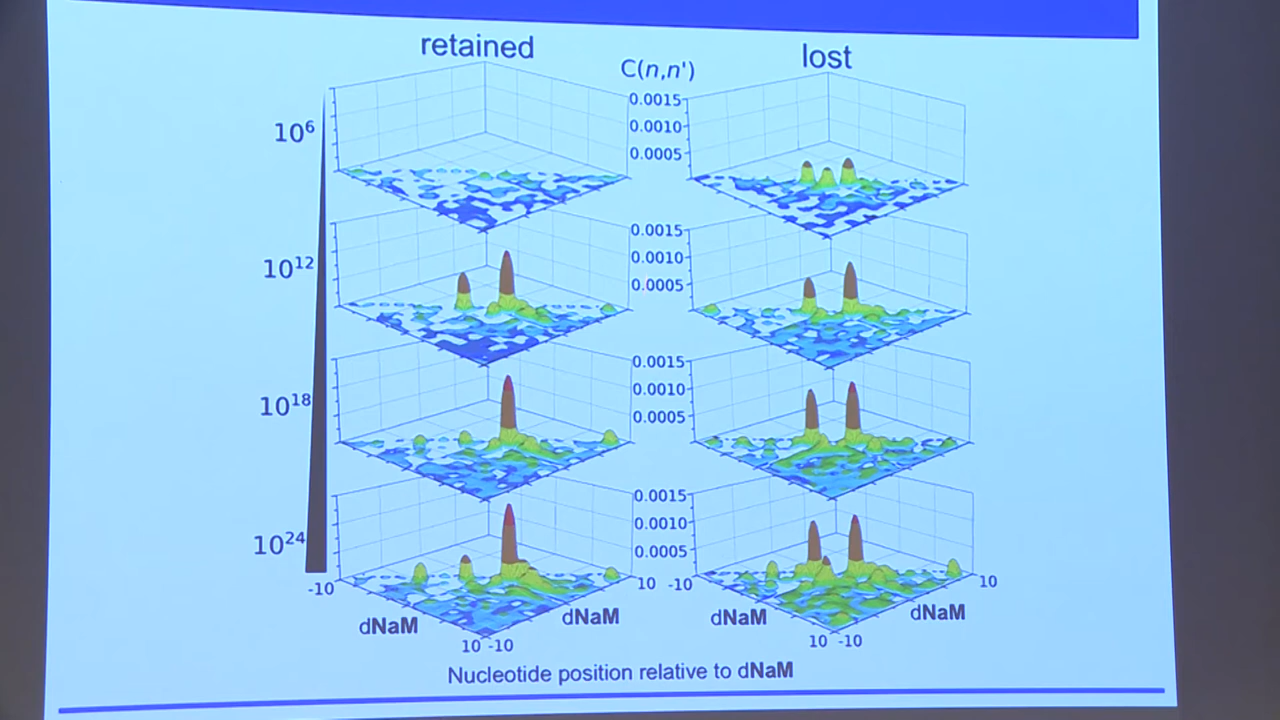 retained
C(n,n')
lost
10⁶
0.0015
0.0010
0.0005
10¹²
0.0015
0.0010
0.0005
10¹⁸
0.0015
0.0010
0.0005
10²⁴
0.0015
0.0010
0.0005
-10
10
-10
10
dNaM
dNaM
dNaM
dNaM
10 -10
10 -10
Nucleotide position relative to dNaM